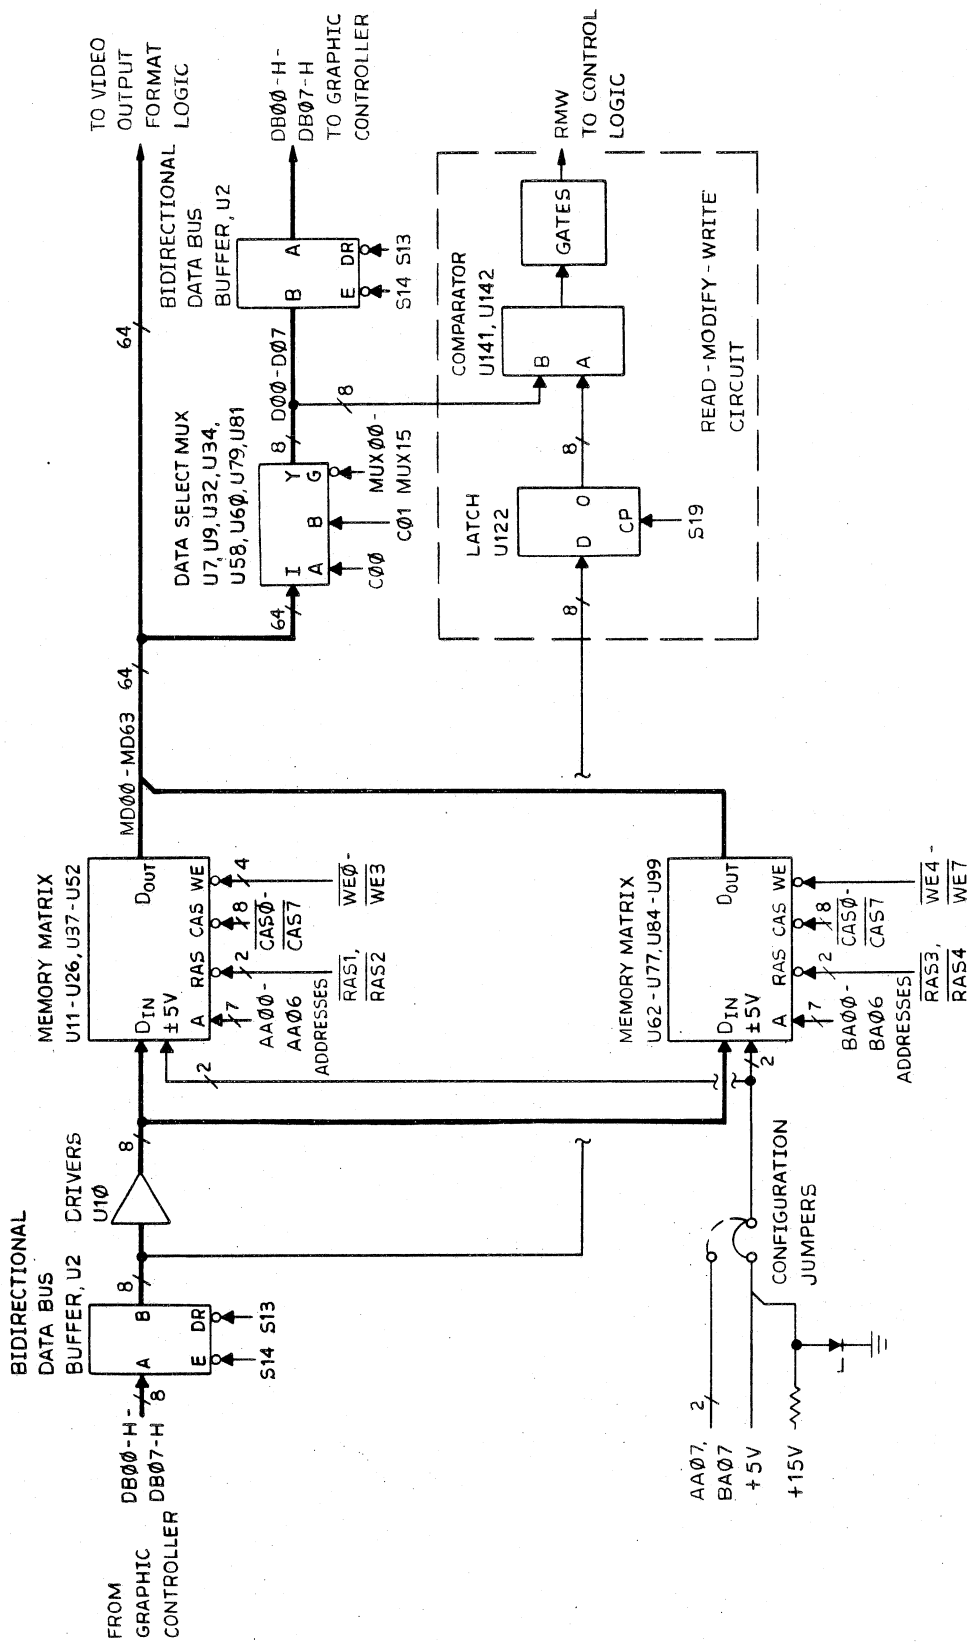 FROM
GRAPHIC
CONTROLLER
DB00-H-
DB07-H
8
BIDIRECTIONAL
DATA BUS
BUFFER, U2
A
B
E
DR
S14
S13
8
DRIVERS
U10
8
2
MEMORY MATRIX
U11-U26, U37-U52
DIN
±5V
DOUT
A
RAS
CAS
WE
7
2
8
4
AA00-
AA06
ADDRESSES
RAS1,
RAS2
CAS0-
CAS7
WE0-
WE3
MD00-MD63
64
64
TO VIDEO
OUTPUT
FORMAT
LOGIC
64
DATA SELECT MUX
U7, U9, U32, U34,
U58, U60, U79, U81
I
Y
A
B
G
C00
C01
MUX00-
MUX15
8
D00-D07
8
BIDIRECTIONAL
DATA BUS
BUFFER, U2
B
A
E
DR
S14
S13
DB00-H-
DB07-H
TO GRAPHIC
CONTROLLER
8
LATCH
U122
D
O
CP
S19
8
COMPARATOR
U141, U142
B
A
GATES
RMW
TO CONTROL
LOGIC
READ-MODIFY-WRITE
CIRCUIT
AA07,
BA07
+5V
+15V
2
CONFIGURATION
JUMPERS
2
MEMORY MATRIX
U62-U77, U84-U99
DIN
±5V
DOUT
A
RAS
CAS
WE
7
2
8
BA00-
BA06
ADDRESSES
RAS3,
RAS4
CAS0-
CAS7
WE4-
WE7